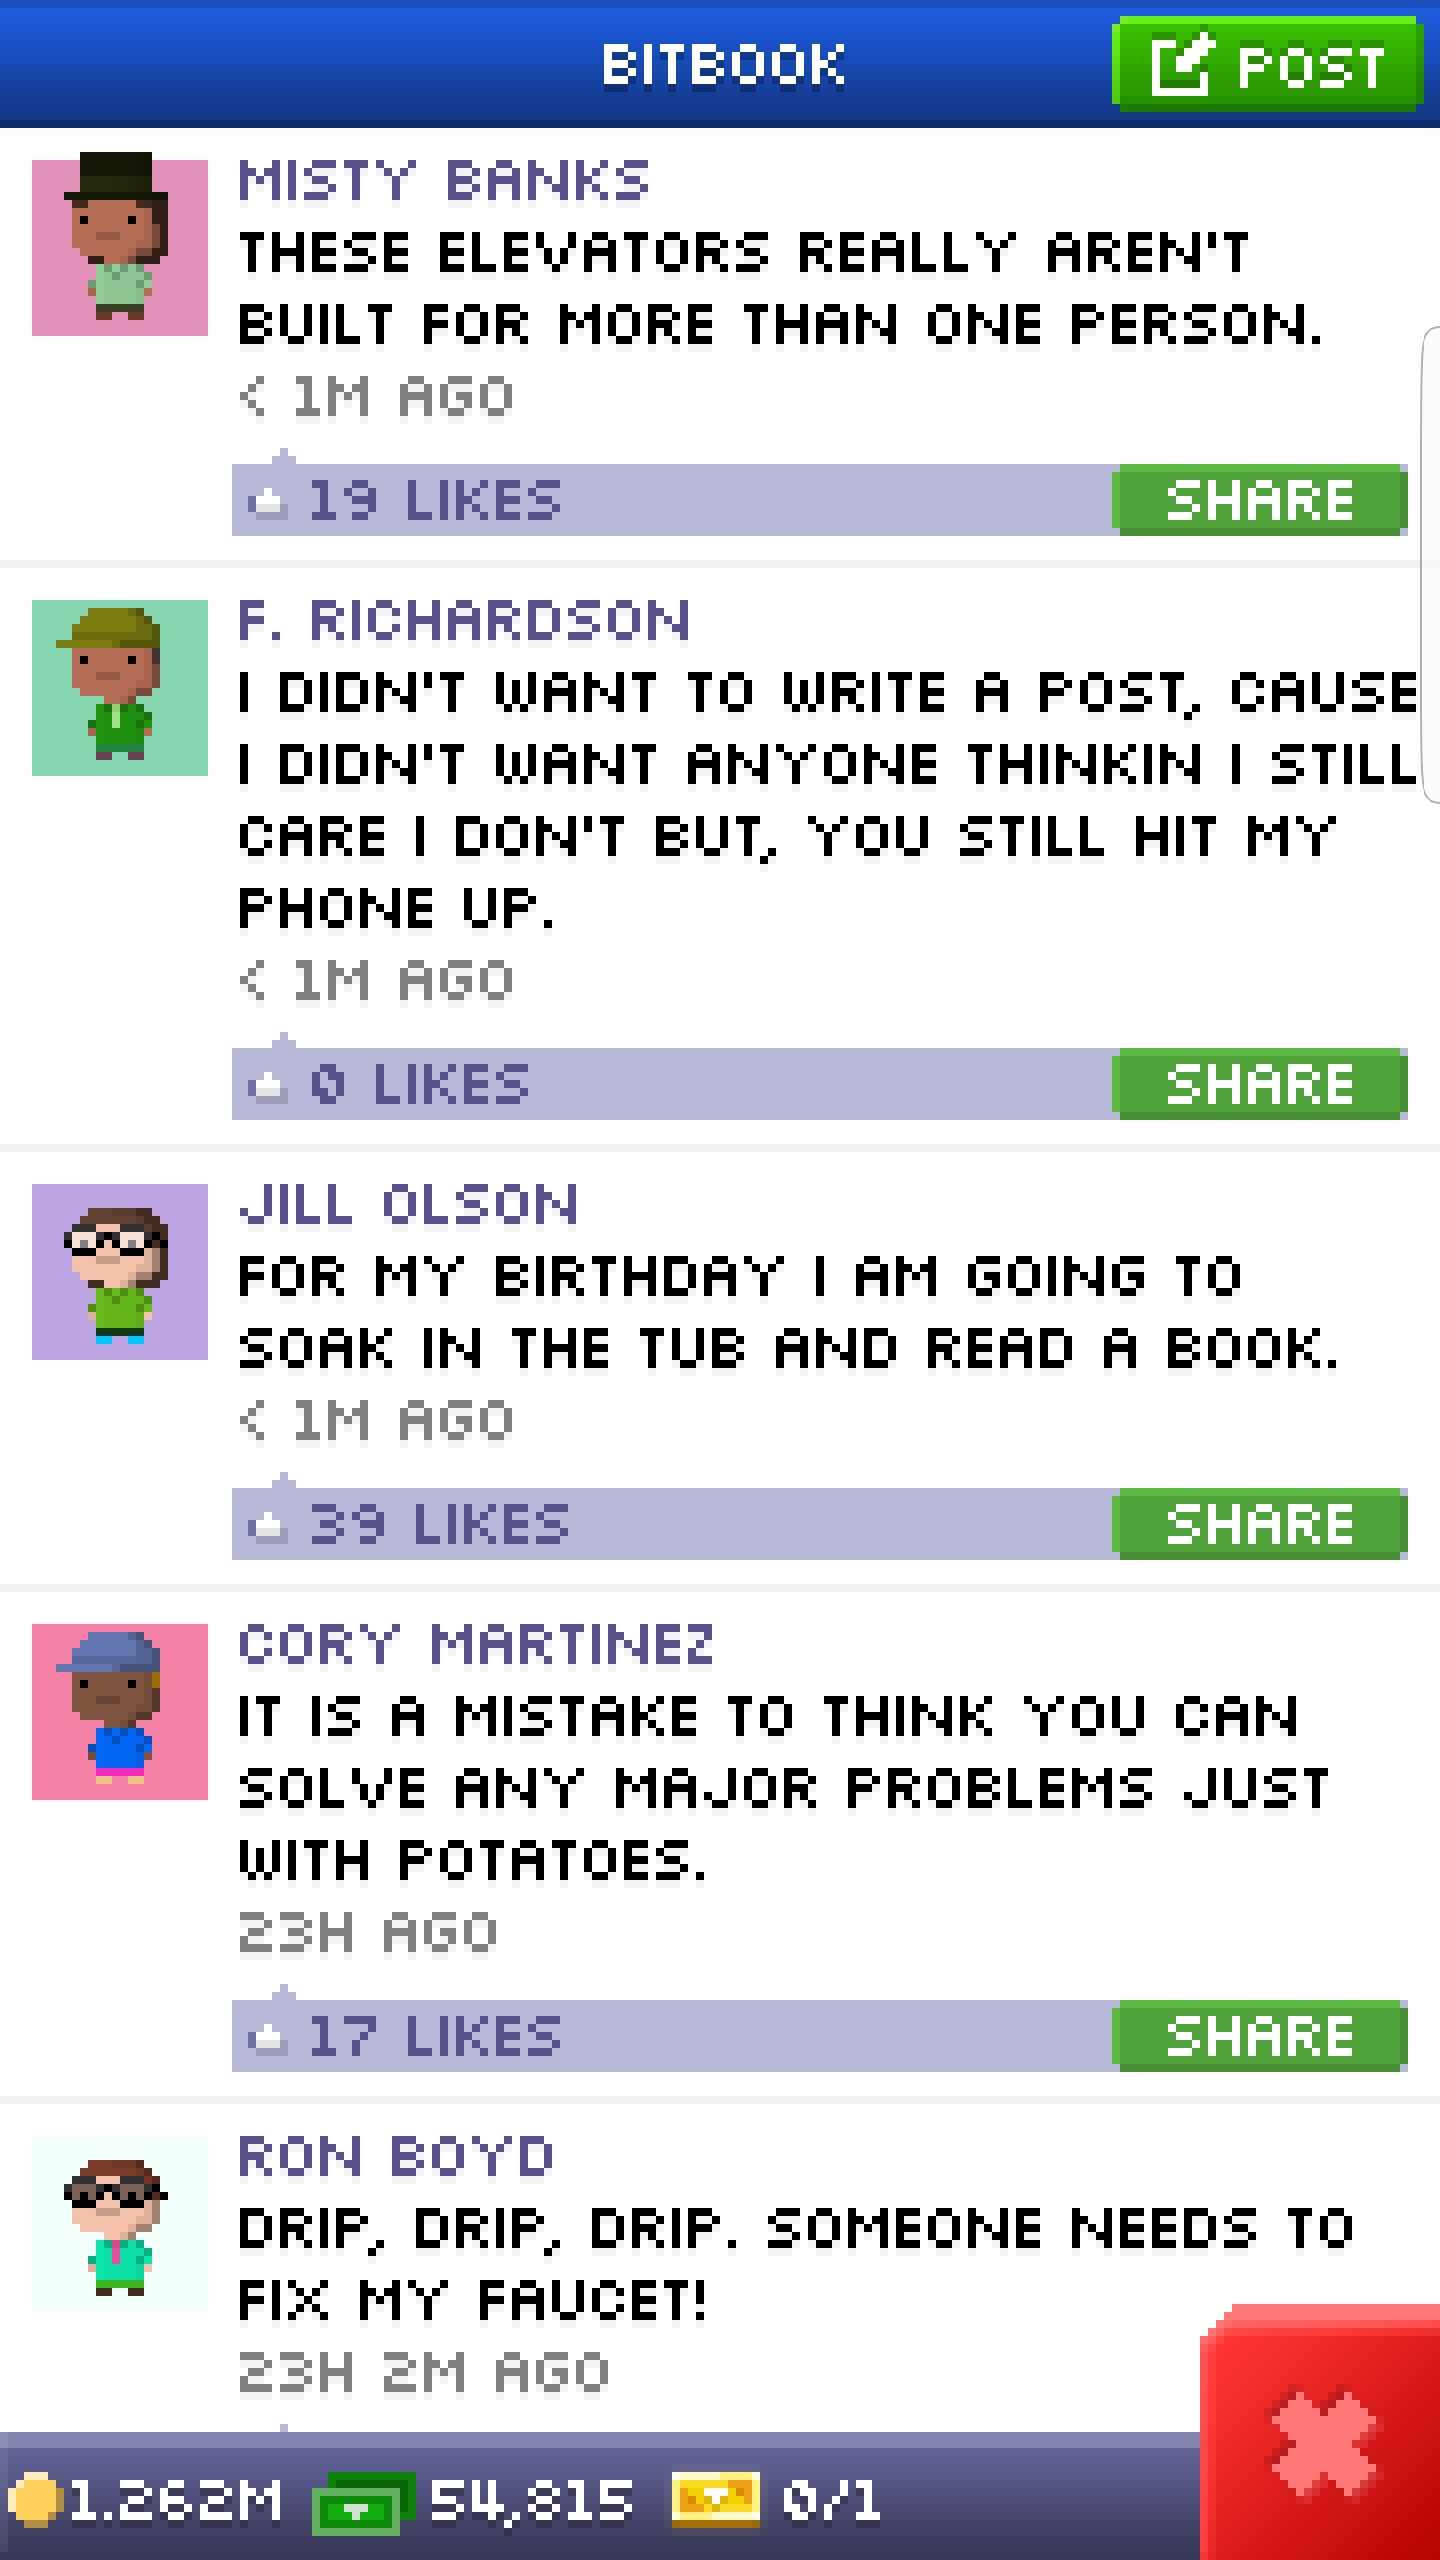 BITBOOK
POST
MISTY BANKS
THESE ELEVATORS REALLY AREN'T
BUILT FOR MORE THAN ONE PERSON.
< 1M AGO
19 LIKES
SHARE
F. RICHARDSON
I DIDN'T WANT TO WRITE A POST, CAUSE
I DIDN'T WANT ANYONE THINKIN I STILL
CARE I DON'T BUT, YOU STILL HIT MY
PHONE UP.
< 1M AGO
0 LIKES
SHARE
JILL OLSON
FOR MY BIRTHDAY I AM GOING TO
SOAK IN THE TUB AND READ A BOOK.
< 1M AGO
39 LIKES
SHARE
CORY MARTINEZ
IT IS A MISTAKE TO THINK YOU CAN
SOLVE ANY MAJOR PROBLEMS JUST
WITH POTATOES.
23H AGO
17 LIKES
SHARE
RON BOYD
DRIP, DRIP, DRIP. SOMEONE NEEDS TO
FIX MY FAUCET!
23H 2M AGO
1.262M
54,815
0/1